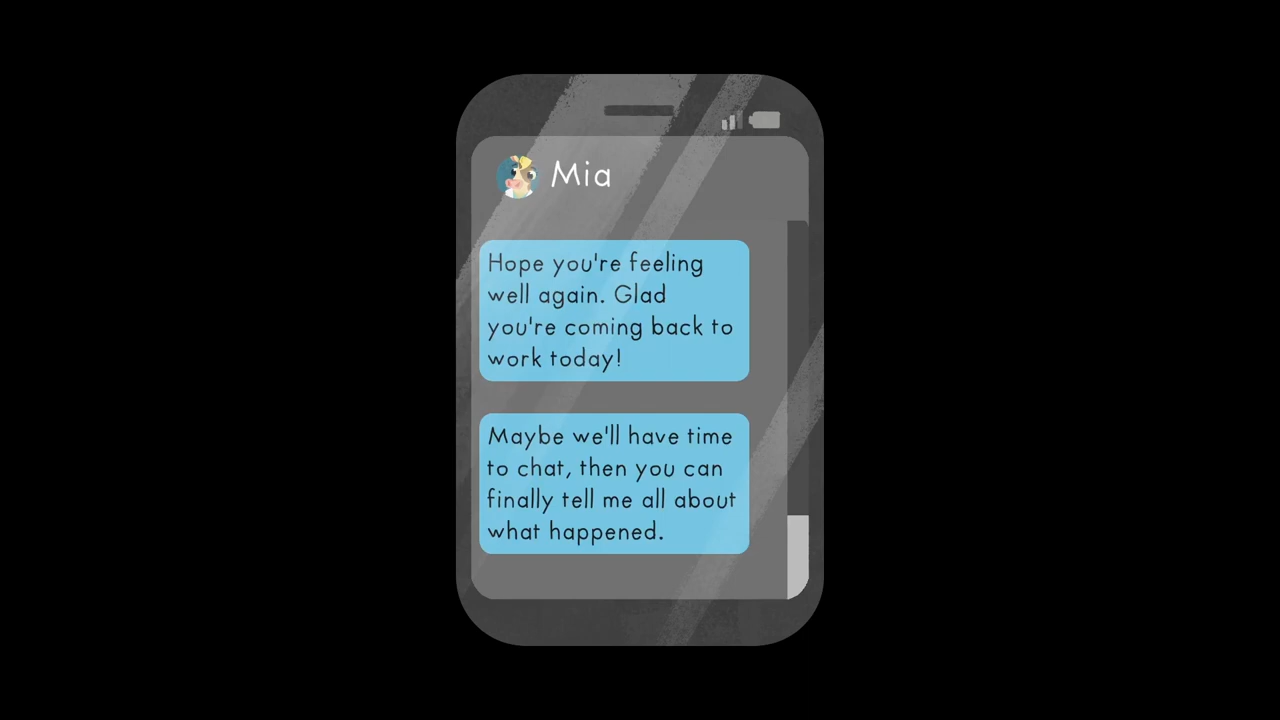 Mia
Hope you're feeling
well again. Glad
you're coming back to
work today!
Maybe we'll have time
to chat, then you can
finally tell me all about
what happened.